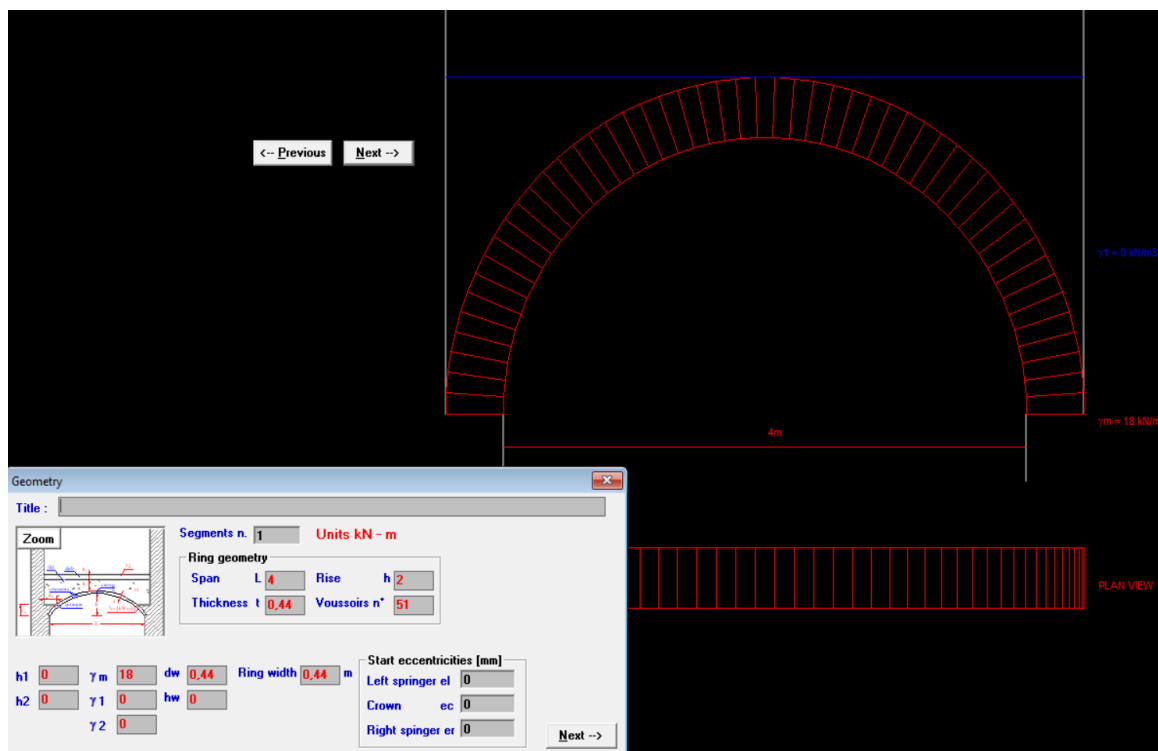 <-- Previous
Next -->
γ1 = 0 kN/m3
γm = 18 kN/m
4m
PLAN VIEW
Geometry
Title :
Zoom
Segments n. 1
Units kN - m
Ring geometry
Span L 4
Rise h 2
Thickness t 0,44
Voussoirs n° 51
h1 0
γ m 18
dw 0,44
Ring width 0,44 m
h2 0
γ 1 0
hw 0
γ 2 0
Start eccentricities [mm]
Left springer el 0
Crown ec 0
Right spinger er 0
Next -->